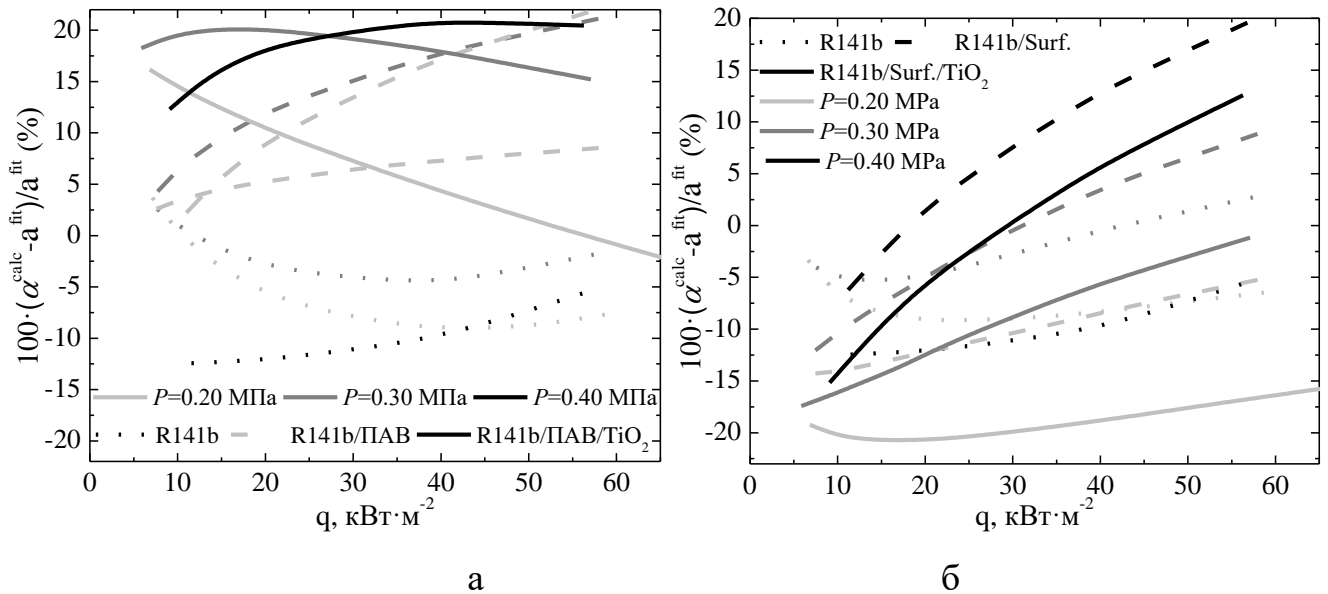 100·(α^calc-a^fit)/a^fit (%)
20
15
10
5
0
-5
-10
-15
-20
P=0.20 МПа P=0.30 МПа P=0.40 МПа
R141b R141b/ПАВ R141b/ПАВ/TiO₂
0 10 20 30 40 50 60
q, кВт·м⁻²
а
100·(α^calc-a^fit)/a^fit (%)
20
15
10
5
0
-5
-10
-15
-20
R141b R141b/Surf.
R141b/Surf./TiO₂
P=0.20 MPa
P=0.30 MPa
P=0.40 MPa
0 10 20 30 40 50 60
q, кВт·м⁻²
б